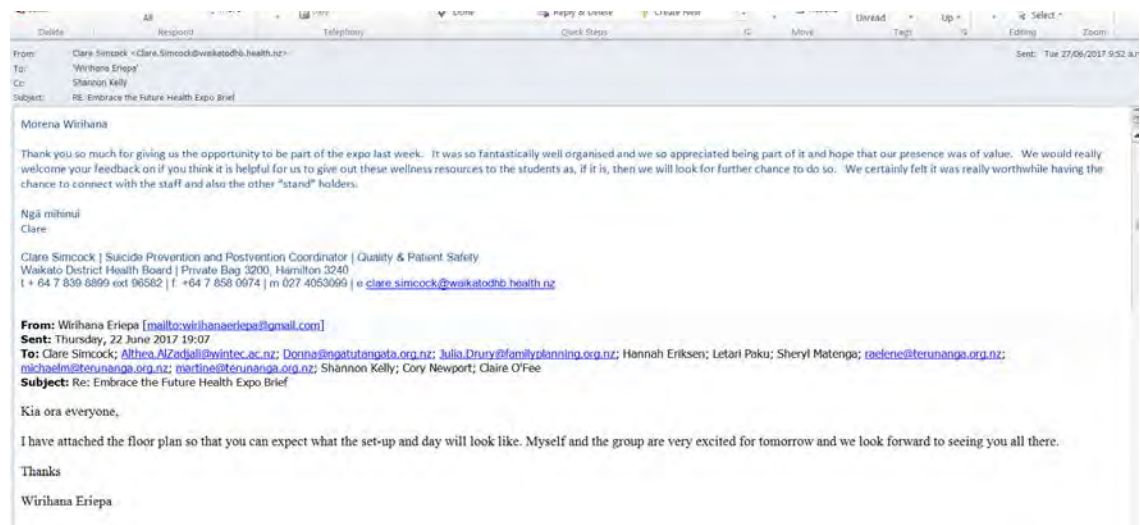 All
Done
Reply & Delete
Create New
Unread
Up
Select
Delete
Respond
Telephony
Quick Steps
Move
Tags
Editing
Zoom
From: Clare Simcock <Clare.Simcock@waikatodhb.health.nz>
Sent: Tue 27/06/2017 9:52 a.m
To: 'Wirihana Eriepa'
Cc: Shannon Kelly
Subject: RE: Embrace the Future Health Expo Brief
Morena Wirihana
Thank you so much for giving us the opportunity to be part of the expo last week. It was so fantastically well organised and we so appreciated being part of it and hope that our presence was of value. We would really
welcome your feedback on if you think it is helpful for us to give out these wellness resources to the students as, if it is, then we will look for further chance to do so. We certainly felt it was really worthwhile having the
chance to connect with the staff and also the other "stand" holders.
Ngā mihinui
Clare
Clare Simcock | Suicide Prevention and Postvention Coordinator | Quality & Patient Safety
Waikato District Health Board | Private Bag 3200, Hamilton 3240
t + 64 7 839 8899 ext 96582 | f. +64 7 858 0974 | m 027 4053099 | e clare.simcock@waikatodhb.health.nz
From: Wirihana Eriepa [mailto:wirihanaeriepa@gmail.com]
Sent: Thursday, 22 June 2017 19:07
To: Clare Simcock; Althea.AlZadjali@wintec.ac.nz; Donna@ngatutangata.org.nz; Julia.Drury@familyplanning.org.nz; Hannah Eriksen; Letari Paku; Sheryl Matenga; raelene@terunanga.org.nz;
michaelm@terunanga.org.nz; martine@terunanga.org.nz; Shannon Kelly; Cory Newport; Claire O'Fee
Subject: Re: Embrace the Future Health Expo Brief
Kia ora everyone,
I have attached the floor plan so that you can expect what the set-up and day will look like. Myself and the group are very excited for tomorrow and we look forward to seeing you all there.
Thanks
Wirihana Eriepa